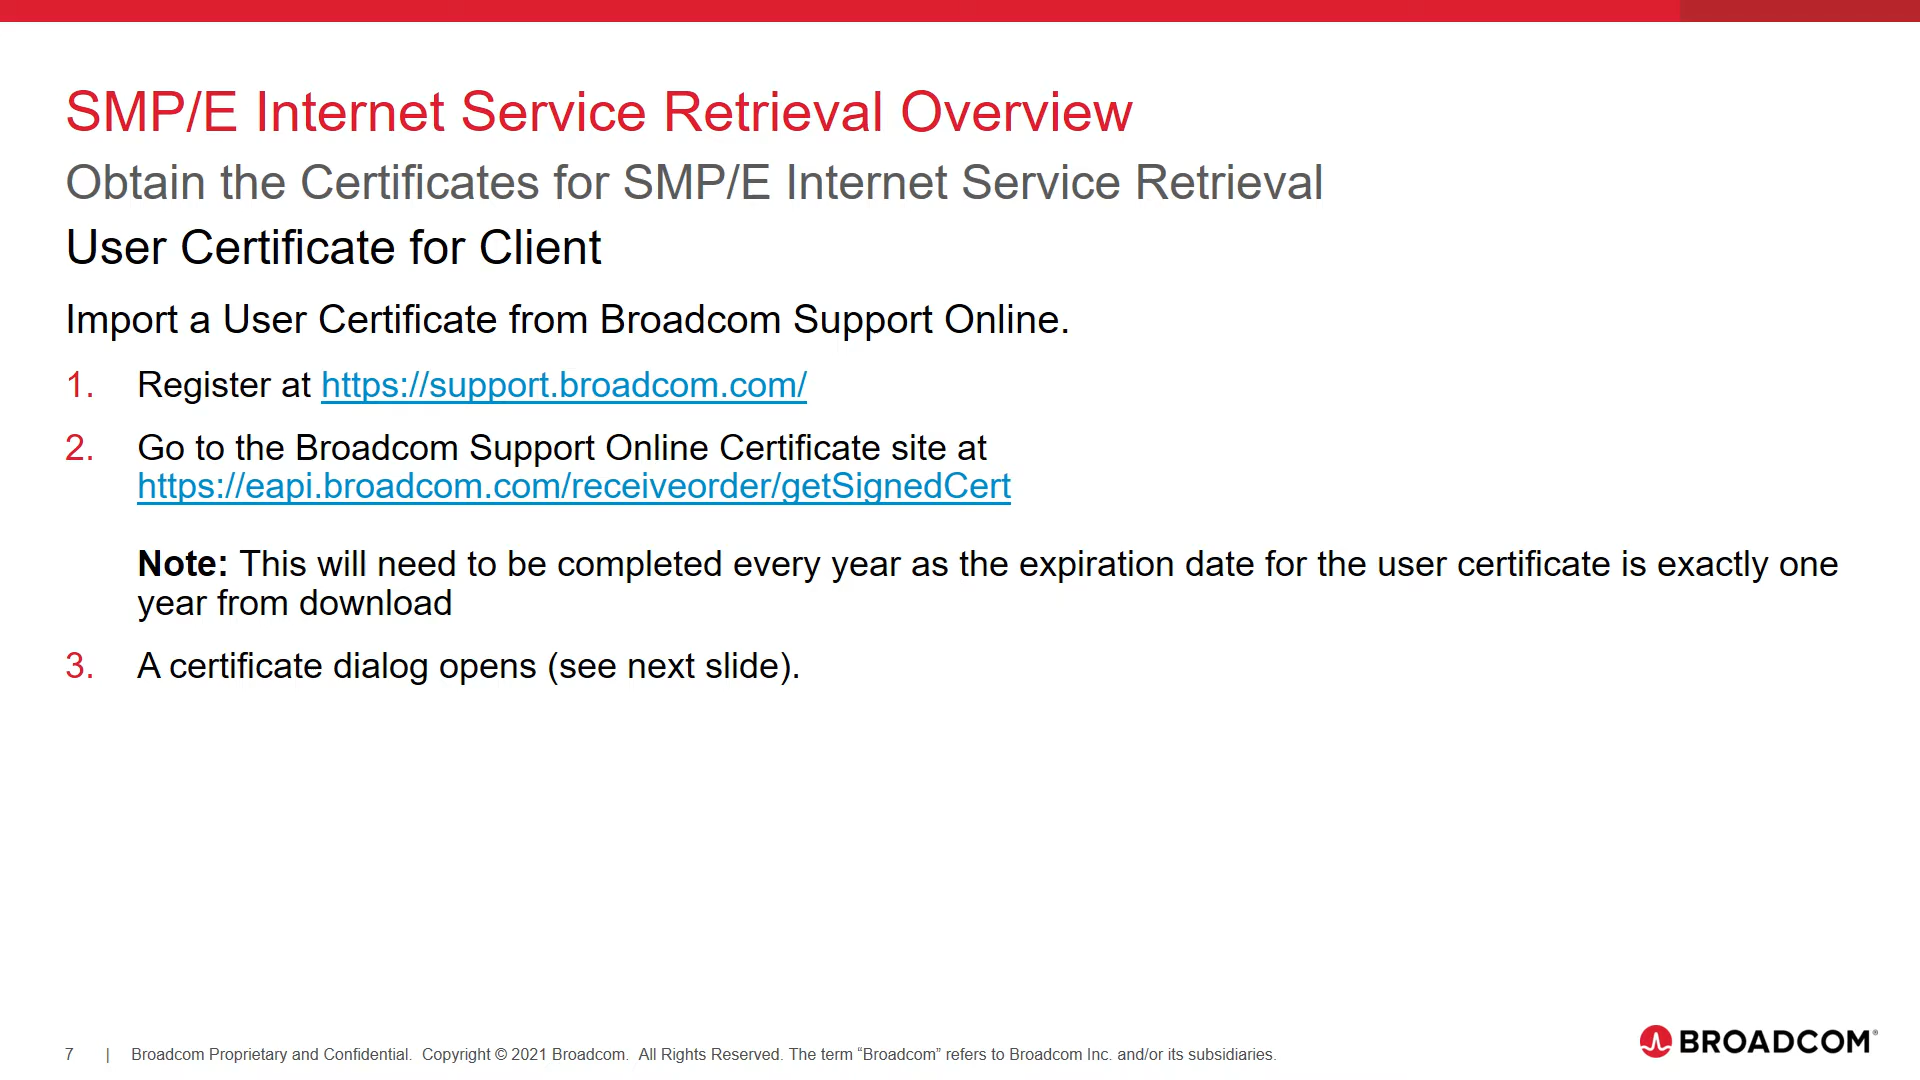 SMP/E Internet Service Retrieval Overview
Obtain the Certificates for SMP/E Internet Service Retrieval
User Certificate for Client
Import a User Certificate from Broadcom Support Online.
1. Register at https://support.broadcom.com/
2. Go to the Broadcom Support Online Certificate site at
https://eapi.broadcom.com/receiveorder/getSignedCert
Note: This will need to be completed every year as the expiration date for the user certificate is exactly one
year from download
3. A certificate dialog opens (see next slide).
7 | Broadcom Proprietary and Confidential. Copyright © 2021 Broadcom. All Rights Reserved. The term “Broadcom” refers to Broadcom Inc. and/or its subsidiaries.
BROADCOM®